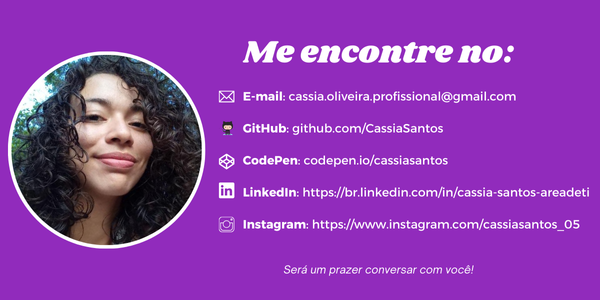 Me encontre no:
E-mail: cassia.oliveira.profissional@gmail.com
GitHub: github.com/CassiaSantos
CodePen: codepen.io/cassiasantos
LinkedIn: https://br.linkedin.com/in/cassia-santos-areadeti
Instagram: https://www.instagram.com/cassiasantos_05
Será um prazer conversar com você!